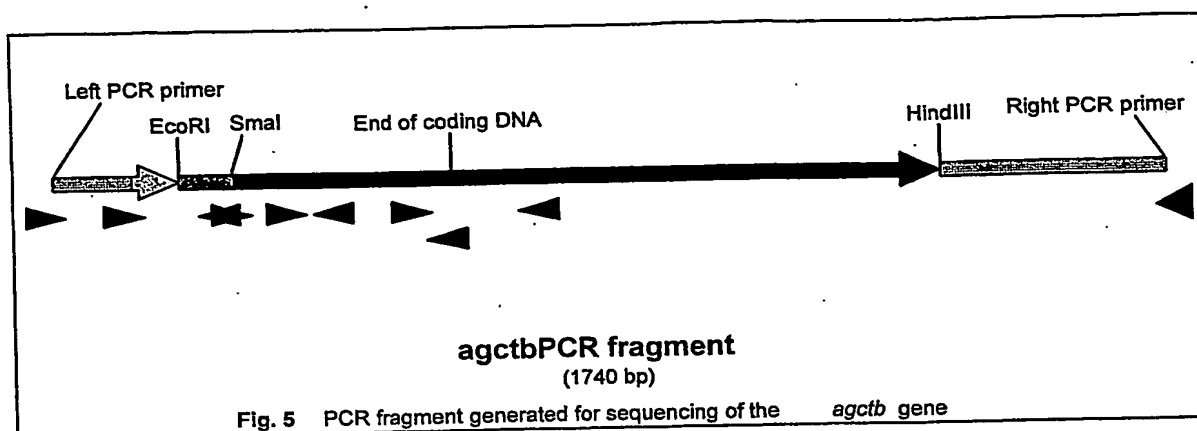 Left PCR primer
EcoRI
SmaI
End of coding DNA
HindIII
Right PCR primer
agctbPCR fragment
(1740 bp)
Fig. 5 PCR fragment generated for sequencing of the agctb gene